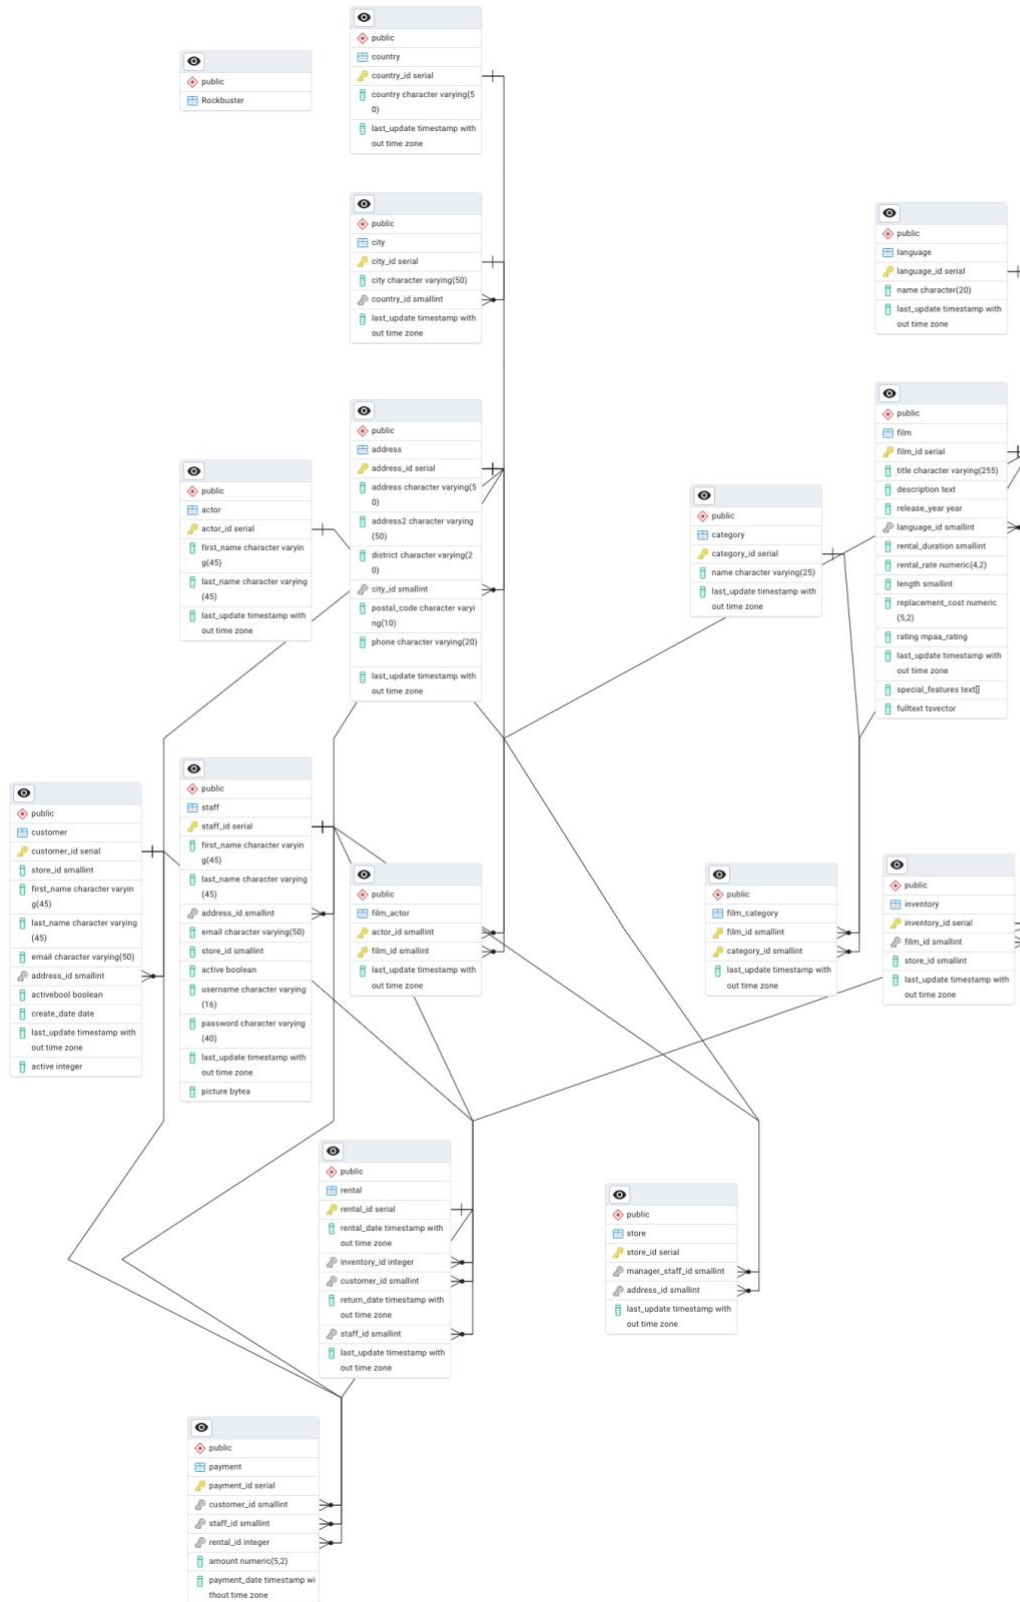 public
country
country_id serial
country character varying(5
0)
last_update timestamp with
out time zone
public
Rockbuster
public
city
city_id serial
city character varying(50)
country_id smallint
last_update timestamp with
out time zone
public
language
language_id serial
name character(20)
last_update timestamp with
out time zone
public
film
film_id serial
title character varying(255)
description text
release_year year
language_id smallint
rental_duration smallint
rental_rate numeric(4,2)
length smallint
replacement_cost numeric
(5,2)
rating mpaa_rating
last_update timestamp with
out time zone
special_features text[]
fulltext tsvector
public
address
address_id serial
address character varying(5
0)
address2 character varying
(50)
district character varying(2
0)
city_id smallint
postal_code character varyi
ng(10)
phone character varying(20)
last_update timestamp with
out time zone
public
actor
actor_id serial
first_name character varyin
g(45)
last_name character varying
(45)
last_update timestamp with
out time zone
public
category
category_id serial
name character varying(25)
last_update timestamp with
out time zone
public
customer
customer_id serial
store_id smallint
first_name character varyin
g(45)
last_name character varying
(45)
email character varying(50)
address_id smallint
activebool boolean
create_date date
last_update timestamp with
out time zone
active integer
public
staff
staff_id serial
first_name character varyin
g(45)
last_name character varying
(45)
address_id smallint
email character varying(50)
store_id smallint
active boolean
username character varying
(16)
password character varying
(40)
last_update timestamp with
out time zone
picture bytea
public
film_actor
actor_id smallint
film_id smallint
last_update timestamp with
out time zone
public
film_category
film_id smallint
category_id smallint
last_update timestamp with
out time zone
public
inventory
inventory_id serial
film_id smallint
store_id smallint
last_update timestamp with
out time zone
public
rental
rental_id serial
rental_date timestamp with
out time zone
inventory_id integer
customer_id smallint
return_date timestamp with
out time zone
staff_id smallint
last_update timestamp with
out time zone
public
store
store_id serial
manager_staff_id smallint
address_id smallint
last_update timestamp with
out time zone
public
payment
payment_id serial
customer_id smallint
staff_id smallint
rental_id integer
amount numeric(5,2)
payment_date timestamp wi
thout time zone